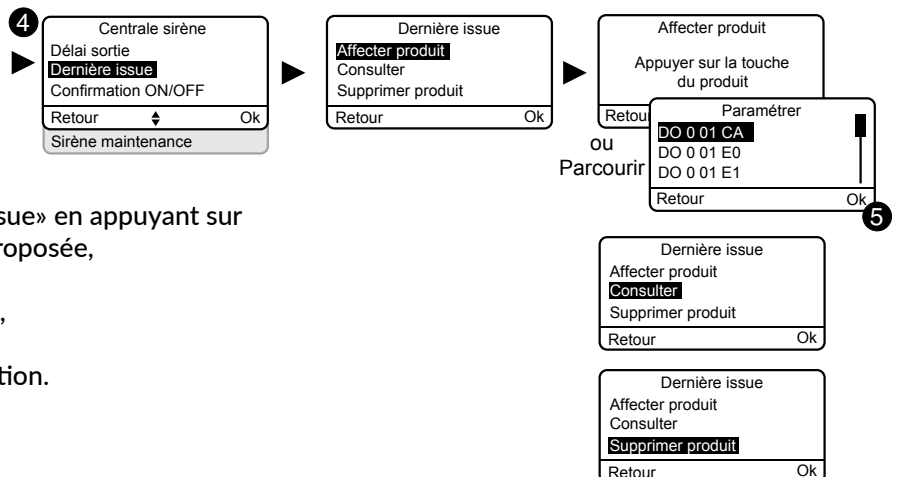 4
Centrale sirène
Délai sortie
Dernière issue
Confirmation ON/OFF
Retour Ok
Sirène maintenance
Dernière issue
Affecter produit
Consulter
Supprimer produit
Retour Ok
Affecter produit
Appuyer sur la touche
du produit
Retou
ou
Parcourir
Paramétrer
DO 0 01 CA
DO 0 01 E0
DO 0 01 E1
Retour Ok
5
sue» en appuyant sur
roposée,
,
tion.
Dernière issue
Affecter produit
Consulter
Supprimer produit
Retour Ok
Dernière issue
Affecter produit
Consulter
Supprimer produit
Retour Ok